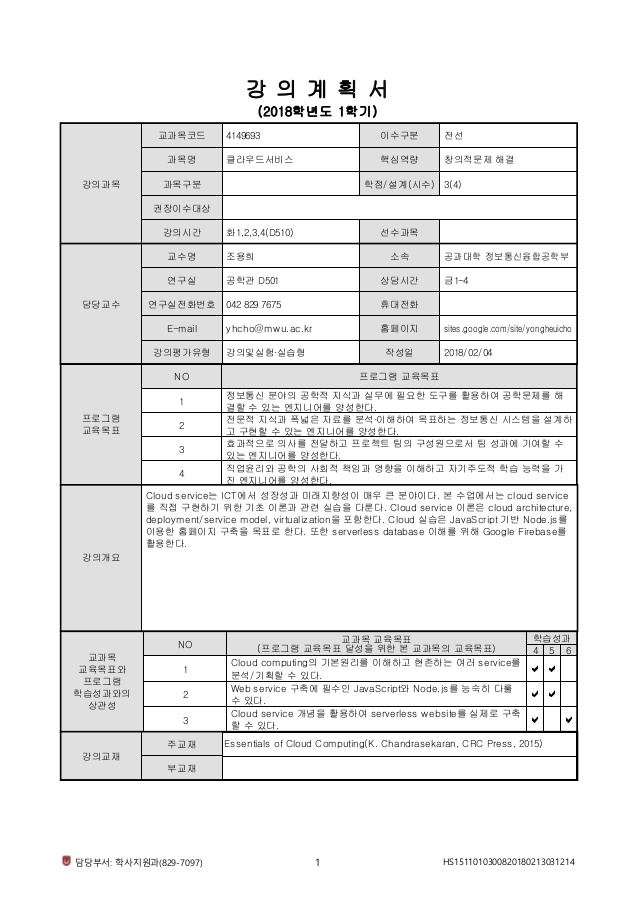 강 의 계 획 서
(2018학년도 1학기)
강의과목
교과목코드 4149693 이수구분 전선
과목명 클라우드서비스 핵심역량 창의적문제 해결
과목구분 학점/설계(시수) 3(4)
권장이수대상
강의시간 화1,2,3,4(D510) 선수과목
담당교수
교수명 조용희 소속 공과대학 정보통신융합공학부
연구실 공학관 D501 상담시간 금1-4
연구실전화번호 042 829 7675 휴대전화
E-mail yhcho@mwu.ac.kr 홈페이지 sites.google.com/site/yongheuicho
강의평가유형 강의및실험·실습형 작성일 2018/02/04
프로그램
교육목표
NO 프로그램 교육목표
1 정보통신 분야의 공학적 지식과 실무에 필요한 도구를 활용하여 공학문제를 해
결할 수 있는 엔지니어를 양성한다.
2 전문적 지식과 폭넓은 자료를 분석·이해하여 목표하는 정보통신 시스템을 설계하
고 구현할 수 있는 엔지니어를 양성한다.
3 효과적으로 의사를 전달하고 프로젝트 팀의 구성원으로서 팀 성과에 기여할 수
있는 엔지니어를 양성한다.
4 직업윤리와 공학의 사회적 책임과 영향을 이해하고 자기주도적 학습 능력을 가
진 엔지니어를 양성한다.
강의개요
Cloud service는 ICT에서 성장성과 미래지향성이 매우 큰 분야이다. 본 수업에서는 cloud service
를 직접 구현하기 위한 기초 이론과 관련 실습을 다룬다. Cloud service 이론은 cloud architecture,
deployment/service model, virtualization을 포함한다. Cloud 실습은 JavaScript 기반 Node.js를
이용한 홈페이지 구축을 목표로 한다. 또한 serverless database 이해를 위해 Google Firebase를
활용한다.
교과목
교육목표와
프로그램
학습성과와의
상관성
NO 교과목 교육목표
(프로그램 교육목표 달성을 위한 본 교과목의 교육목표)
학습성과
4 5 6
1 Cloud computing의 기본원리를 이해하고 현존하는 여러 service를
분석/기획할 수 있다. ✔ ✔
2 Web service 구축에 필수인 JavaScript와 Node.js를 능숙히 다룰
수 있다. ✔ ✔
3 Cloud service 개념을 활용하여 serverless website를 실제로 구축
할 수 있다. ✔ ✔
강의교재
주교재 Essentials of Cloud Computing(K. Chandrasekaran, CRC Press, 2015)
부교재
담당부서: 학사지원과(829-7097) 1 HS15110103008201802130312​14